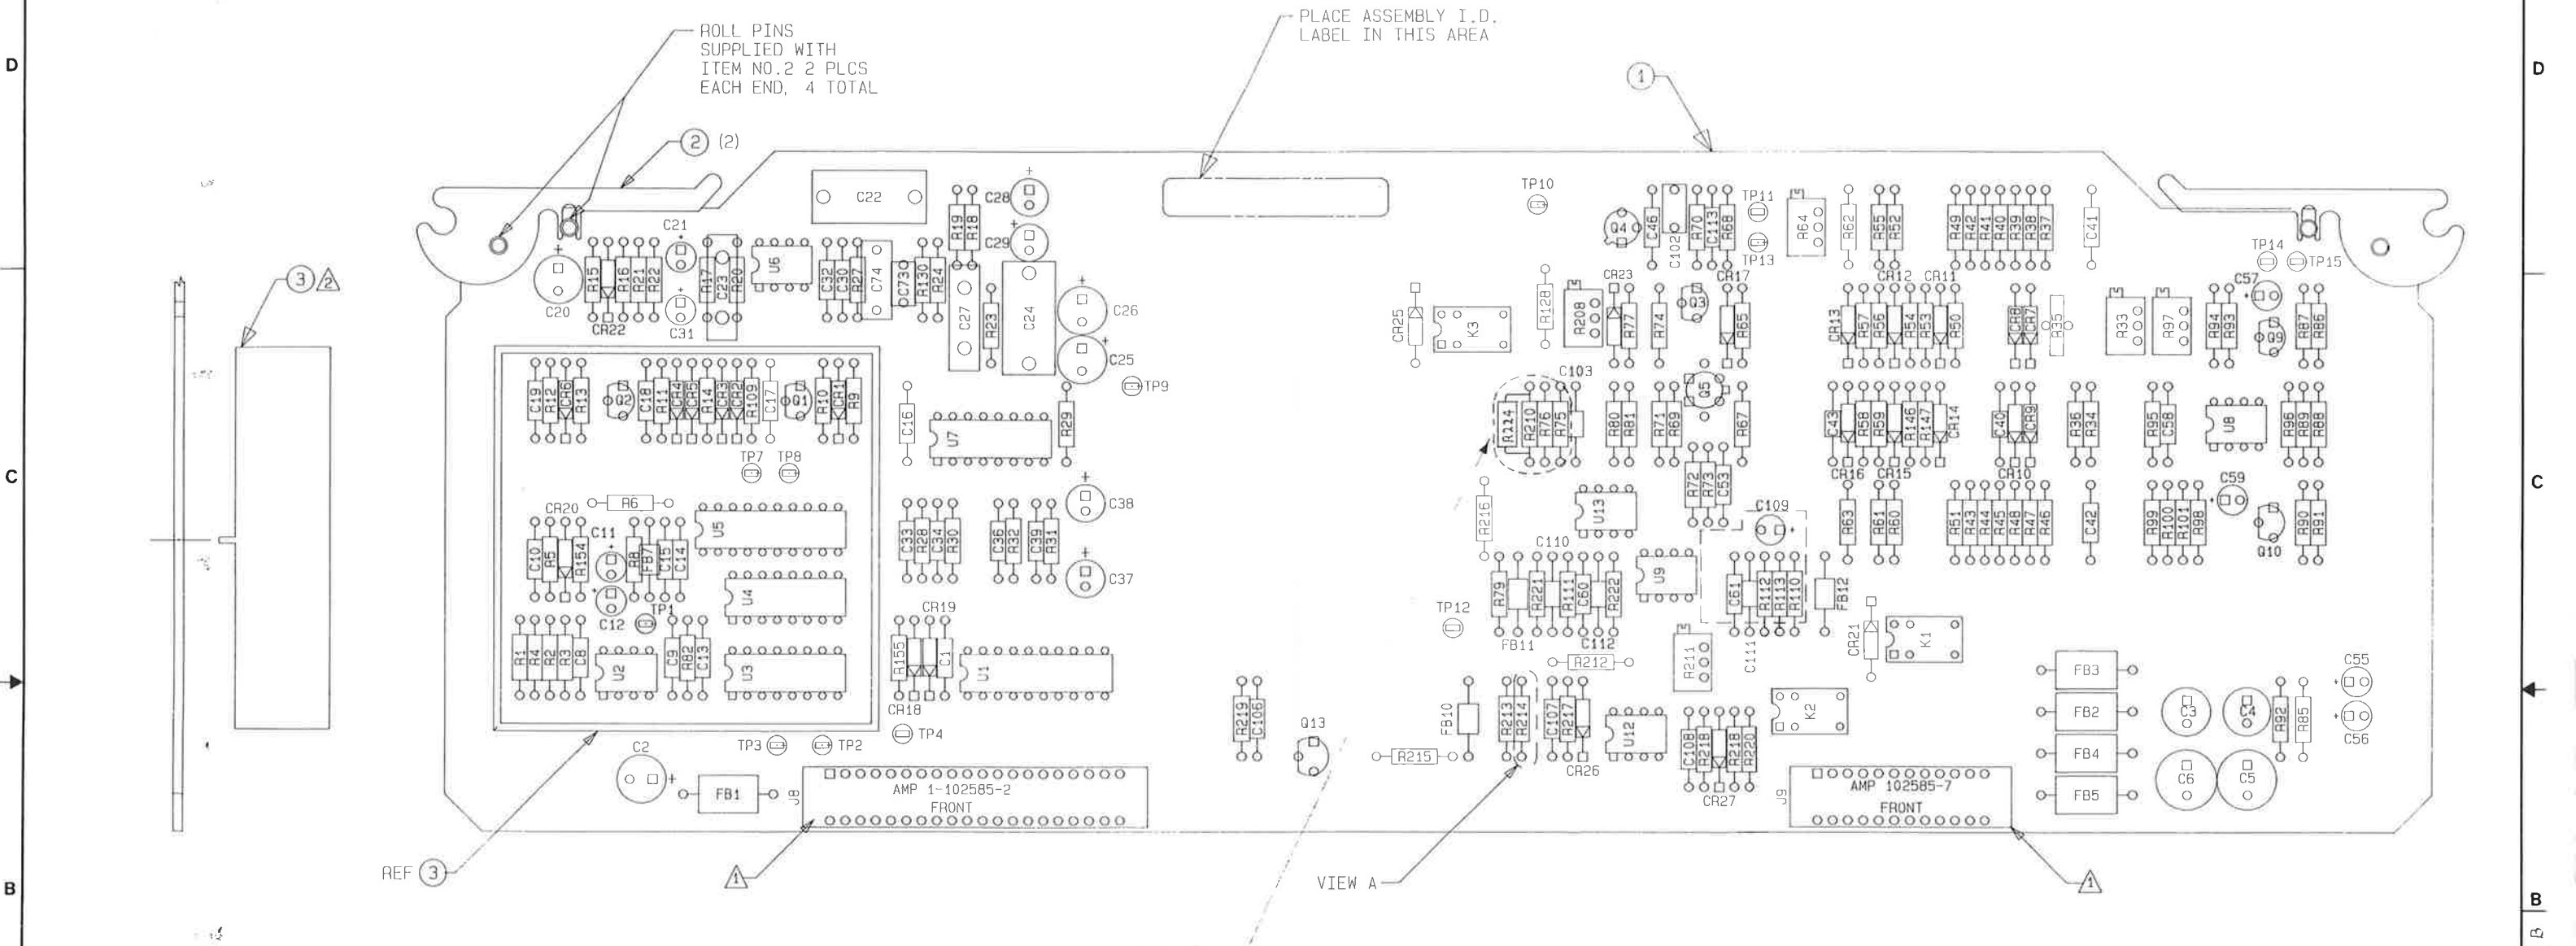 ROLL PINS
SUPPLIED WITH
ITEM NO.2 2 PLCS
EACH END, 4 TOTAL
PLACE ASSEMBLY I.D.
LABEL IN THIS AREA
D
D
1
2 (2)
3 2
C22
C28
R19 R18
C29
C21
C20
R15 R16 R21 R22
CR22
C31
R17 C23 R20
U6
C32 C30 R27 C74 C73 R130 R24
C27 R23 C24
C26
C25
TP9
TP10
Q4 C46 C102 R70 C113 R68
TP11
TP13
R64 R62 R55 R52
R49 R42 R41 R40 R39 R38 R37
C41
TP14
TP15
CR25 K3 R128 R208
CR23
R77 R74 Q3
CR17
R65
CR12 CR11
CR13 R57 R56 R54 R53 R50
CR8 CR7 R35
R33 R97
C57
R94 R93 Q9 R87 R86
C19 R12 CR6 R13 Q2
C18 R11 CR4 CR5 R14 CR3 CR2 R109 C17 Q1
R10 CR1 R9
C16 U7 R29
C103
R114 R210 R76 R75
R80 R81 R71 R69 Q5 R67
C43 R58 R59 R146 R147 CR14
CR16 CR15
C40 CR9
CR10
R36 R34 R95 C58 U8 R96 R89 R88
C
C
TP7 TP8
R6
CR20
C10 R5 R154
C11
C12
R8 FB7 C15 C14
U5
U4
TP1
C33 R28 C34 R30 C36 R32 C39 R31
C38
C37
R216 U13
R72 R73 C53
C109
R63 R61 R60
R51 R43 R44 R45 R48 R47 R46
C42
R99 R100 R101 R98
C59
Q10
R90 R91
C110
R79 R221 R111 C60 R222
FB11 C112
U9
C61 R112 R113 R110
C111
FB12
TP12
R1 R4 R2 R3 C8 U2
C9 R82 C13 U3
CR19
R155 C1
CR18
U1
TP4
R212 R211
CR21 K1
K2
FB3
FB2
FB4
FB5
C3 C4
C6 C5
R92 R85
C55
C56
TP3 TP2
C2
FB1
R219 C106
Q13
R215
FB10
R213 R214
C107 R217
CR26
U12
C108 R218 R218 R220
CR27
J8
AMP 1-102585-2
FRONT
J9
AMP 102585-7
FRONT
REF 3
1
VIEW A
1
B
B
B